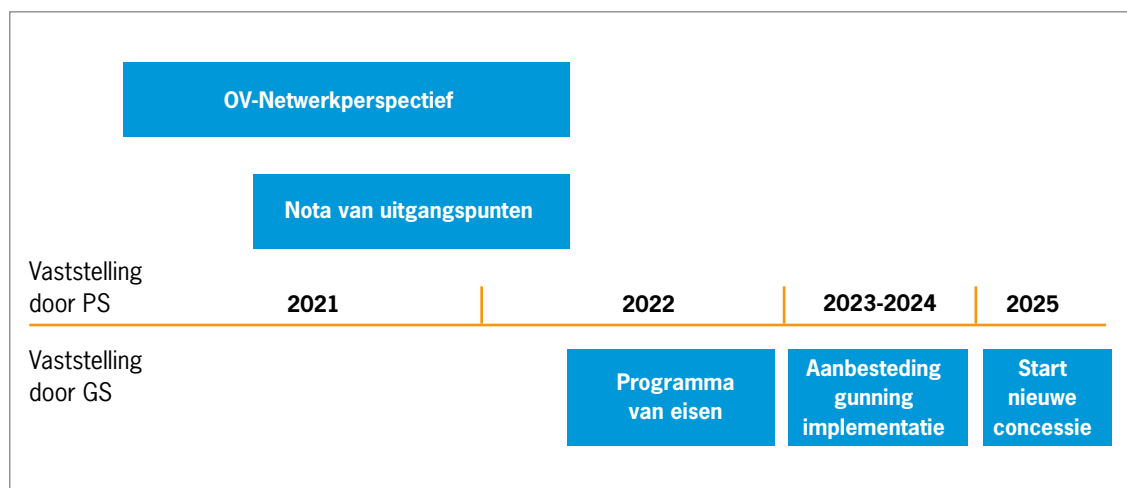 OV-Netwerkperspectief
Nota van uitgangspunten
Vaststelling
door PS
2021
2022
2023-2024
2025
Vaststelling
door GS
Programma
van eisen
Aanbesteding
gunning
implementatie
Start
nieuwe
concessie